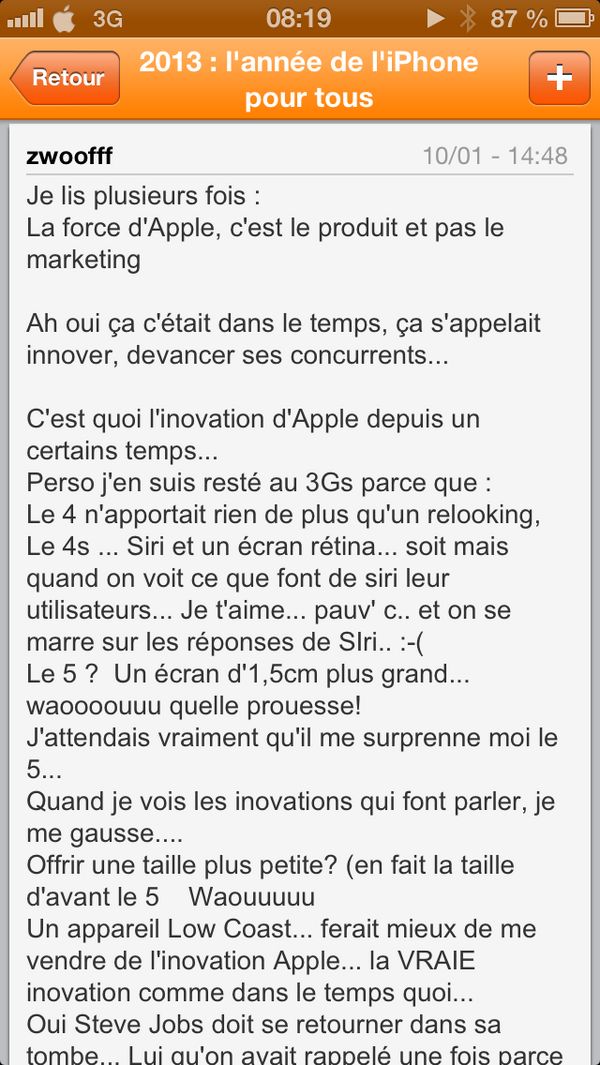 3G 08:19 87 %
Retour
2013 : l'année de l'iPhone
pour tous
+
zwoofff 10/01 - 14:48
Je lis plusieurs fois :
La force d'Apple, c'est le produit et pas le
marketing
Ah oui ça c'était dans le temps, ça s'appelait
innover, devancer ses concurrents...
C'est quoi l'inovation d'Apple depuis un
certains temps...
Perso j'en suis resté au 3Gs parce que :
Le 4 n'apportait rien de plus qu'un relooking,
Le 4s ... Siri et un écran rétina... soit mais
quand on voit ce que font de siri leur
utilisateurs... Je t'aime... pauv' c.. et on se
marre sur les réponses de SIri.. :-(
Le 5 ?  Un écran d'1,5cm plus grand...
waoooouuu quelle prouesse!
J'attendais vraiment qu'il me surprenne moi le
5...
Quand je vois les inovations qui font parler, je
me gausse....
Offrir une taille plus petite? (en fait la taille
d'avant le 5    Waouuuuu
Un appareil Low Coast... ferait mieux de me
vendre de l'inovation Apple... la VRAIE
inovation comme dans le temps quoi...
Oui Steve Jobs doit se retourner dans sa
tombe... Lui qu'on avait rappelé une fois parce